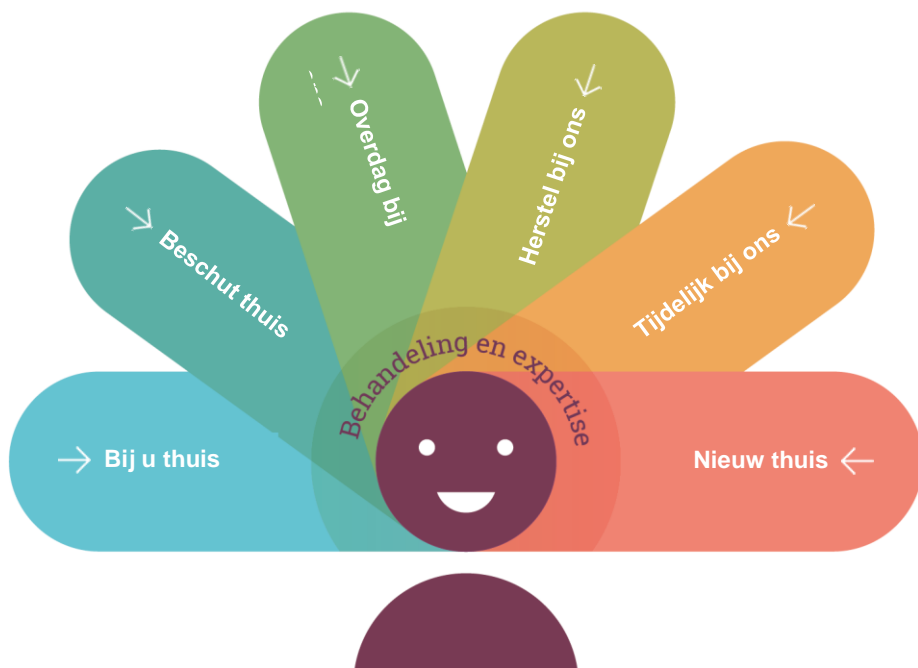 Bij u thuis
Beschut thuis
Overdag bij
Herstel bij ons
Tijdelijk bij ons
Nieuw thuis
Behandeling en expertise